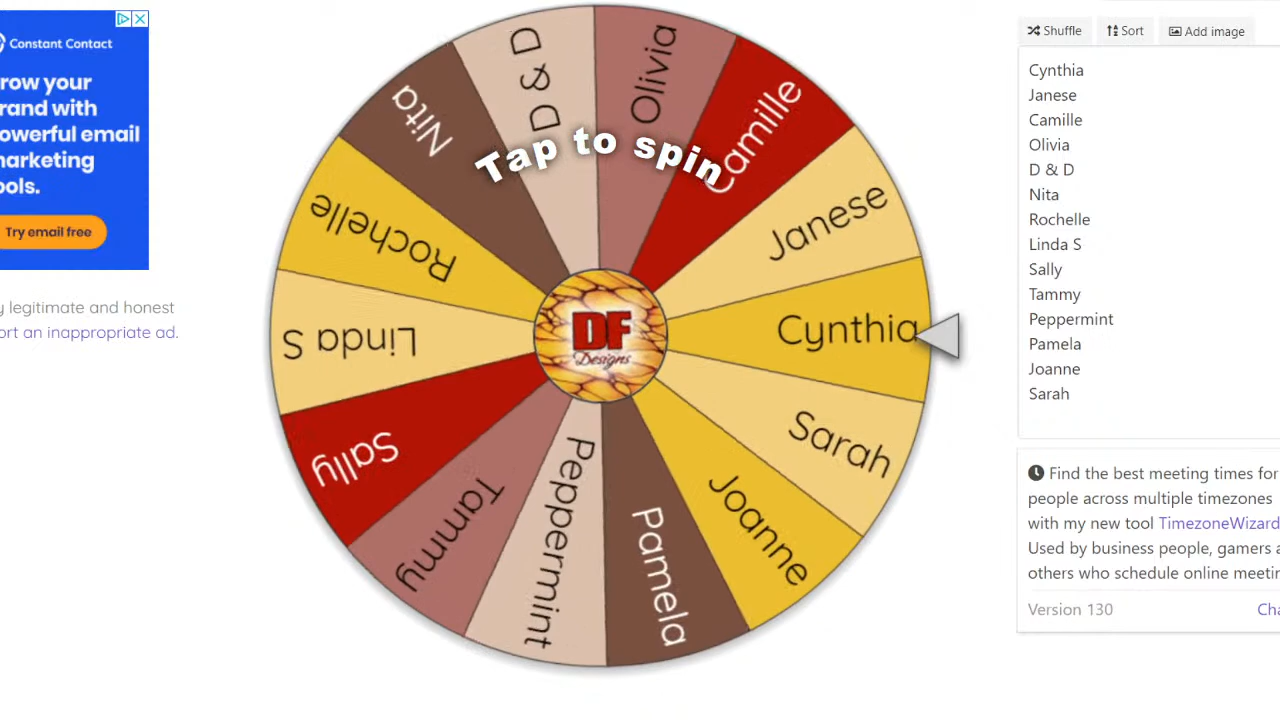 Constant Contact
row your
rand with
owerful email
marketing
ools.
Try email free
y legitimate and honest
ort an inappropriate ad.
Tap to spin
Olivia
Camille
Janese
Cynthia
Sarah
Joanne
Pamela
Peppermint
Tammy
Sally
Linda S
Rochelle
Nita
D & D
DF
Designs
Shuffle
Sort
Add image
Cynthia
Janese
Camille
Olivia
D & D
Nita
Rochelle
Linda S
Sally
Tammy
Peppermint
Pamela
Joanne
Sarah
Find the best meeting times for
people across multiple timezones
with my new tool TimezoneWizard
Used by business people, gamers a
others who schedule online meetin
Version 130
Cha